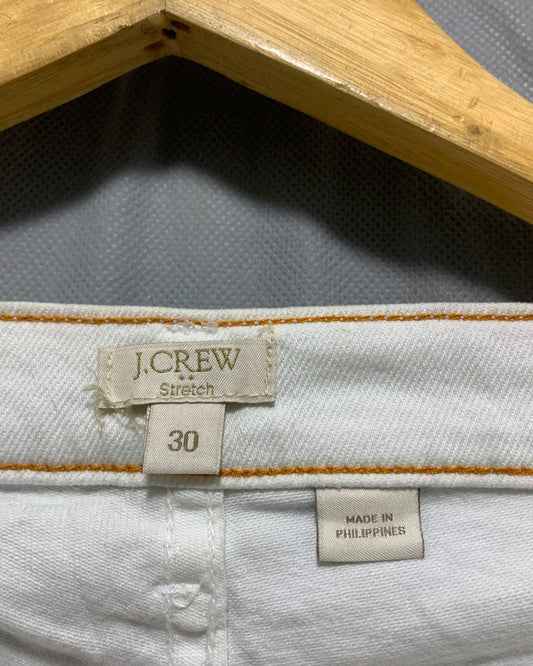 J.CREW
Stretch
30
MADE IN
PHILIPPINES